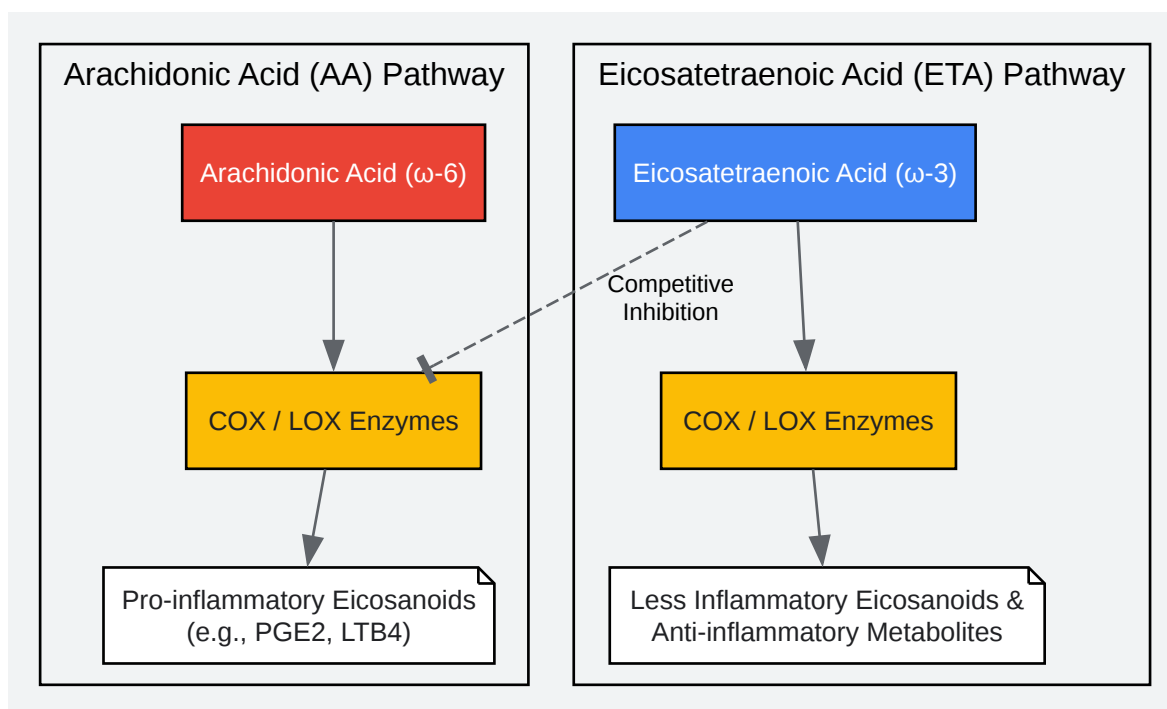 Arachidonic Acid (AA) Pathway
Eicosatetraenoic Acid (ETA) Pathway
Arachidonic Acid (ω-6)
Eicosatetraenoic Acid (ω-3)
Competitive
Inhibition
COX / LOX Enzymes
COX / LOX Enzymes
Pro-inflammatory Eicosanoids
(e.g., PGE2, LTB4)
Less Inflammatory Eicosanoids &
Anti-inflammatory Metabolites